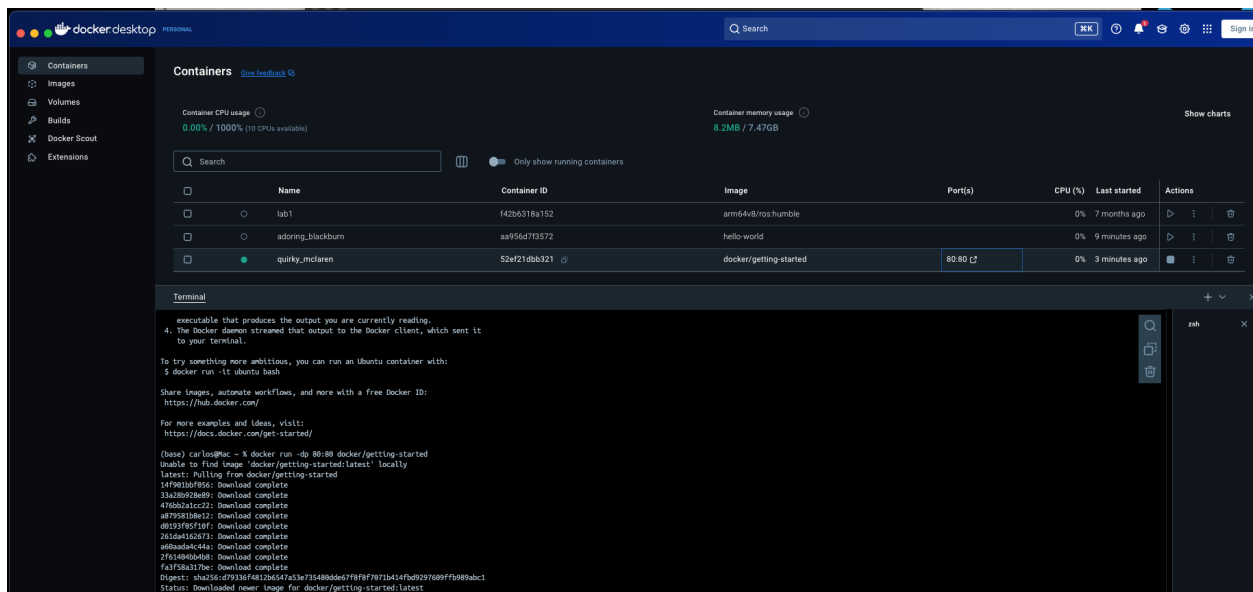 docker desktop PERSONAL Search ⌘K 1 Sign in
Containers
Images
Volumes
Builds
Docker Scout
Extensions
Containers Give feedback
Container CPU usage
0.00% / 1000% (10 CPUs available)
Container memory usage
8.2MB / 7.47GB
Show charts
Search Only show running containers
Name Container ID Image Port(s) CPU (%) Last started Actions
lab1 f42b6318a152 arm64v8/ros:humble 0% 7 months ago
adoring_blackburn aa956d7f3572 hello-world 0% 9 minutes ago
quirky_mclaren 52ef21dbb321 docker/getting-started 80:80 0% 3 minutes ago
Terminal
zsh
executable that produces the output you are currently reading.
4. The Docker daemon streamed that output to the Docker client, which sent it
to your terminal.
To try something more ambitious, you can run an Ubuntu container with:
$ docker run -it ubuntu bash
Share images, automate workflows, and more with a free Docker ID:
https://hub.docker.com/
For more examples and ideas, visit:
https://docs.docker.com/get-started/
(base) carlos@Mac ~ % docker run -dp 80:80 docker/getting-started
Unable to find image 'docker/getting-started:latest' locally
latest: Pulling from docker/getting-started
14f901bbf056: Download complete
33a28b928e89: Download complete
476bb2a1cc22: Download complete
a879581b8e12: Download complete
d0193f05f10f: Download complete
261da4162673: Download complete
a60aada4c44a: Download complete
2f61404bb4b8: Download complete
fa3f58a317be: Download complete
Digest: sha256:d79336f4812b6547a53e735480dde67f8f8f7071b414fbd9297609ffb989abc1
Status: Downloaded newer image for docker/getting-started:latest